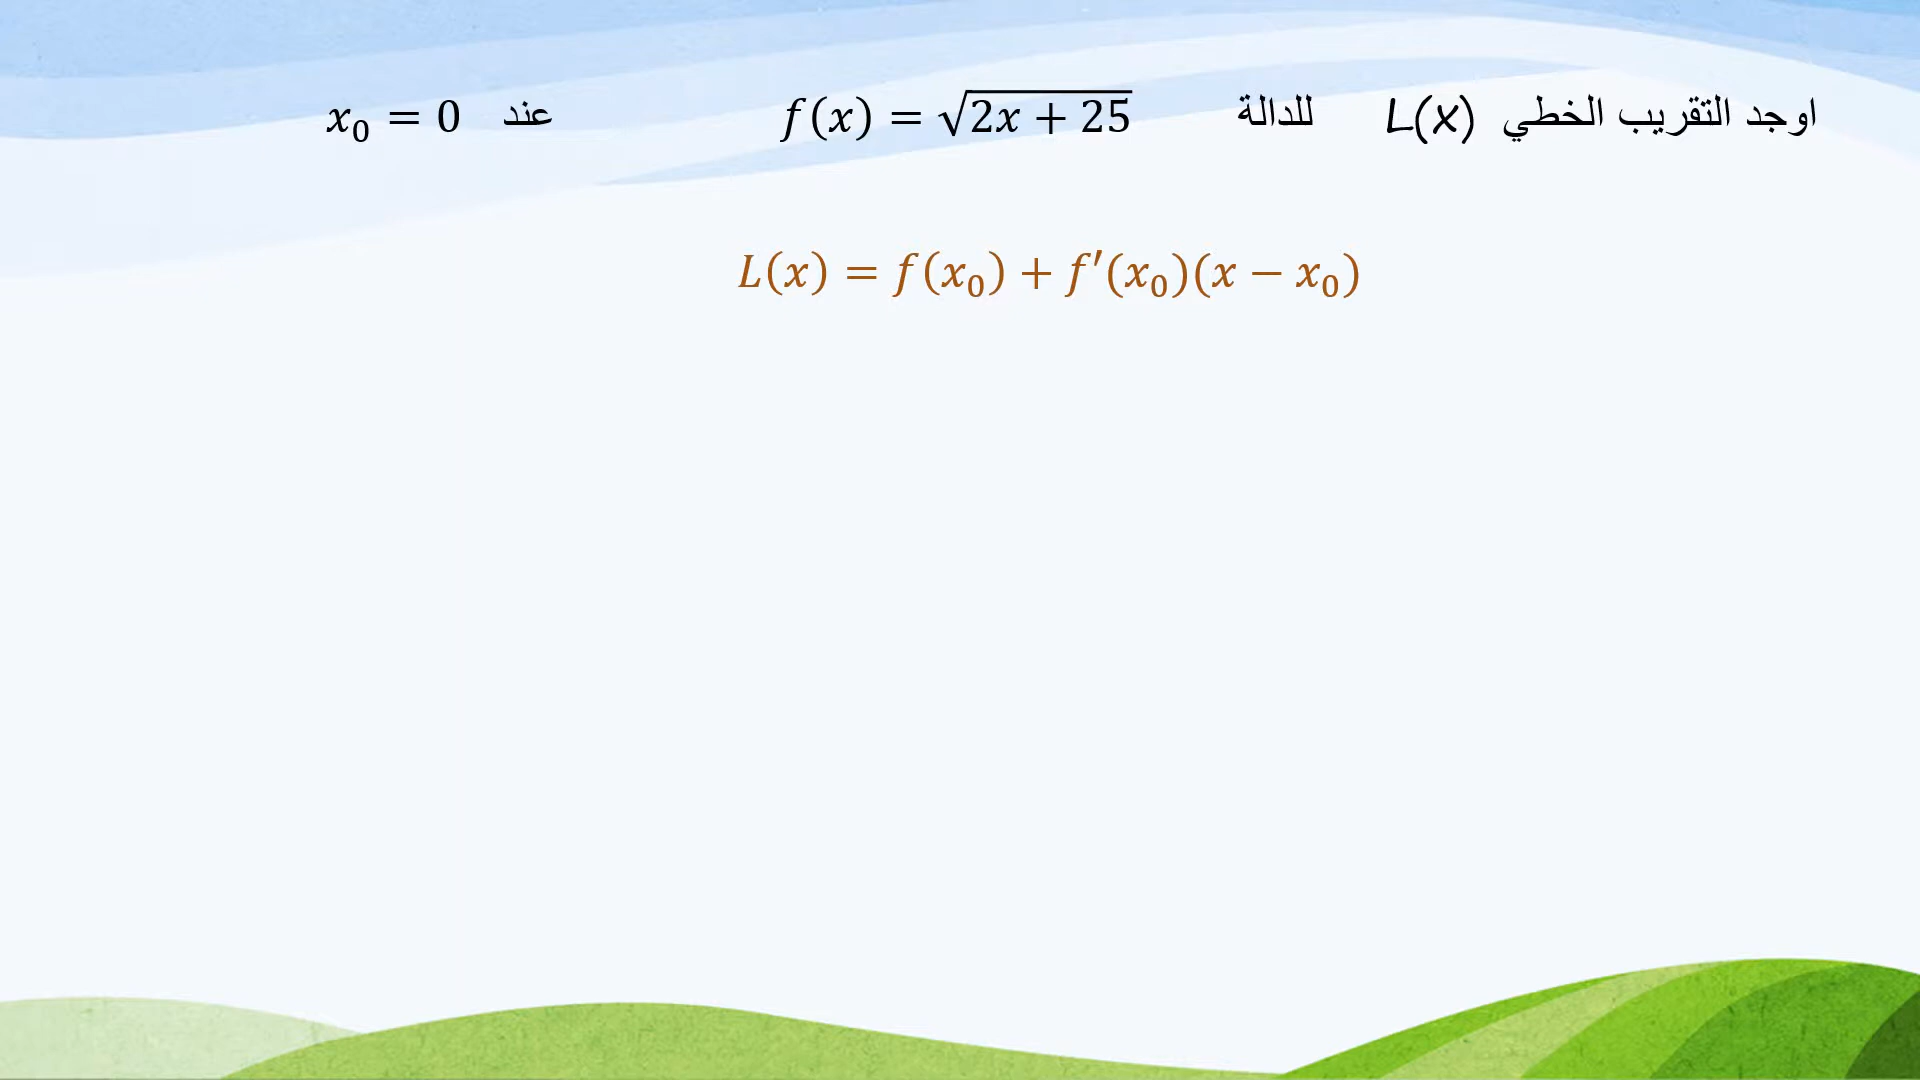 اوجد التقريب الخطي L(x) للدالة f(x) = √(2x + 25) عند x₀ = 0
L(x) = f(x₀) + f′(x₀)(x − x₀)